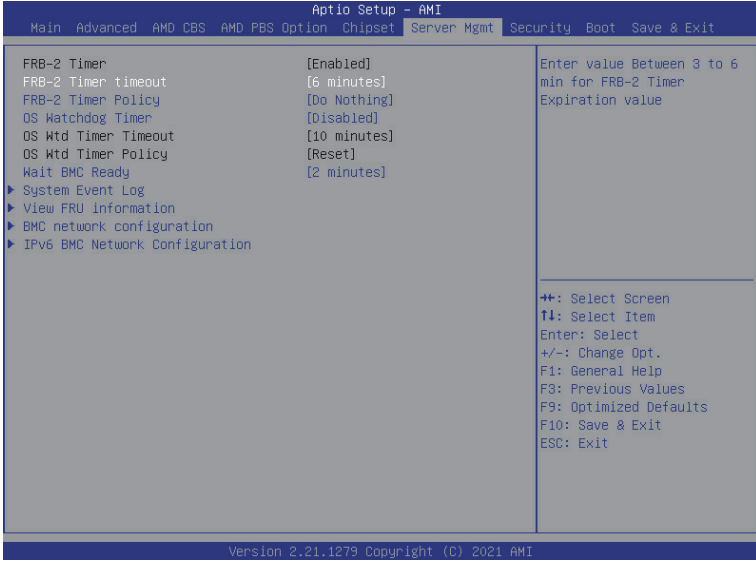 Aptio Setup – AMI
Main Advanced AMD CBS AMD PBS Option Chipset Server Mgmt Security Boot Save & Exit
FRB-2 Timer [Enabled]
FRB-2 Timer timeout [6 minutes]
FRB-2 Timer Policy [Do Nothing]
OS Watchdog Timer [Disabled]
OS Wtd Timer Timeout [10 minutes]
OS Wtd Timer Policy [Reset]
Wait BMC Ready [2 minutes]
System Event Log
View FRU information
BMC network configuration
IPv6 BMC Network Configuration
Enter value Between 3 to 6
min for FRB-2 Timer
Expiration value
→←: Select Screen
↑↓: Select Item
Enter: Select
+/-: Change Opt.
F1: General Help
F3: Previous Values
F9: Optimized Defaults
F10: Save & Exit
ESC: Exit
Version 2.21.1279 Copyright (C) 2021 AMI